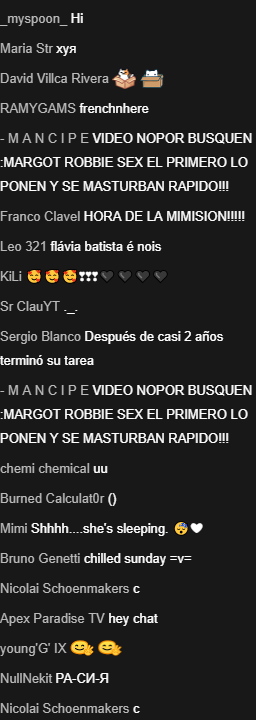 _myspoon_ Hi
Maria Str хуя
David Villca Rivera
RAMYGAMS frenchnhere
- M A N C I P E VIDEO NOPOR BUSQUEN
:MARGOT ROBBIE SEX EL PRIMERO LO
PONEN Y SE MASTURBAN RAPIDO!!!
Franco Clavel HORA DE LA MIMISION!!!!!
Leo 321 flávia batista é nois
KiLi 🥰 🥰 🥰❣❣❣🖤 🖤 🖤 🖤
Sr ClauYT ._.
Sergio Blanco Después de casi 2 años
terminó su tarea
- M A N C I P E VIDEO NOPOR BUSQUEN
:MARGOT ROBBIE SEX EL PRIMERO LO
PONEN Y SE MASTURBAN RAPIDO!!!
chemi chemical uu
Burned Calculat0r ()
Mimi Shhhh....she's sleeping. 😴🤍
Bruno Genetti chilled sunday =v=
Nicolai Schoenmakers c
Apex Paradise TV hey chat
young'G' IX
NullNekit РА-СИ-Я
Nicolai Schoenmakers c